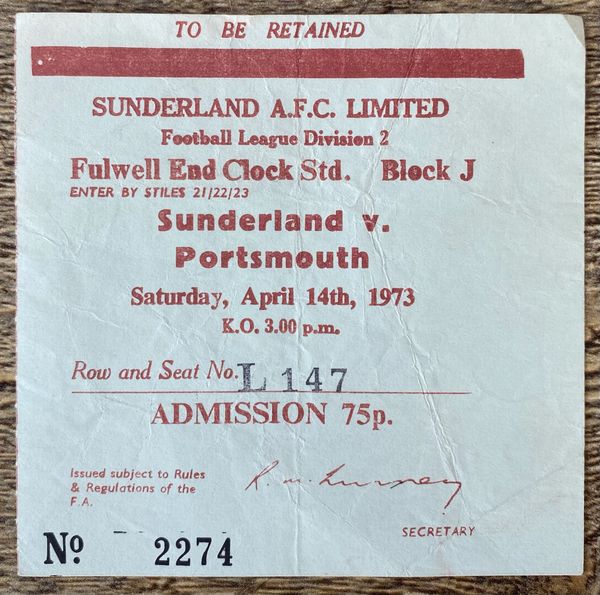 TO BE RETAINED
SUNDERLAND A.F.C. LIMITED
Football League Division 2
Fulwell End Clock Std. Block J
ENTER BY STILES 21/22/23
Sunderland v.
Portsmouth
Saturday, April 14th, 1973
K.O. 3.00 p.m.
Row and Seat No. L 147
ADMISSION 75p.
Issued subject to Rules
& Regulations of the
F.A.
SECRETARY
Nº 2274